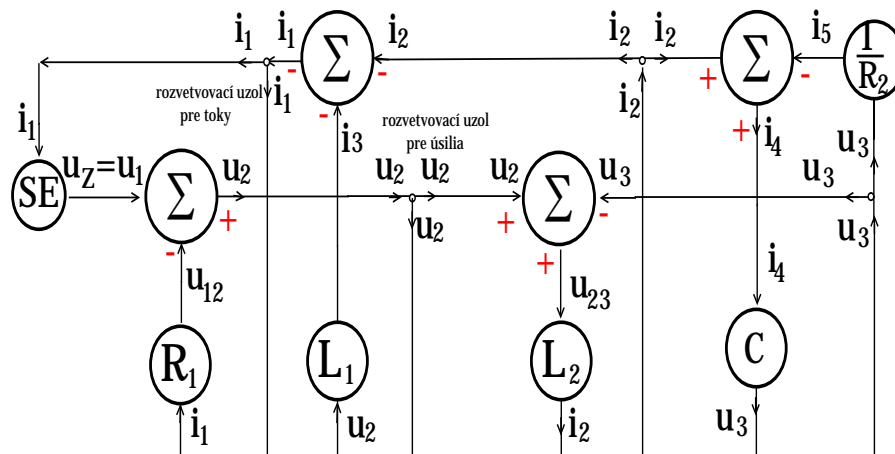 i₁ i₁ i₂ i₂ i₂ i₅ 1/R₂
Σ Σ
- - + -
i₁ i₂
rozvetvovací uzol
pre toky
- i₃ + i₄
rozvetvovací uzol
pre úsilia
i₁ u₃
SE u_Z=u₁ Σ u₂ u₂ u₂ u₂ Σ u₃ u₃
+ u₂ + - u₃
- +
u₁₂ u₂₃ i₄
R₁ L₁ L₂ C
i₁ u₂ i₂ u₃